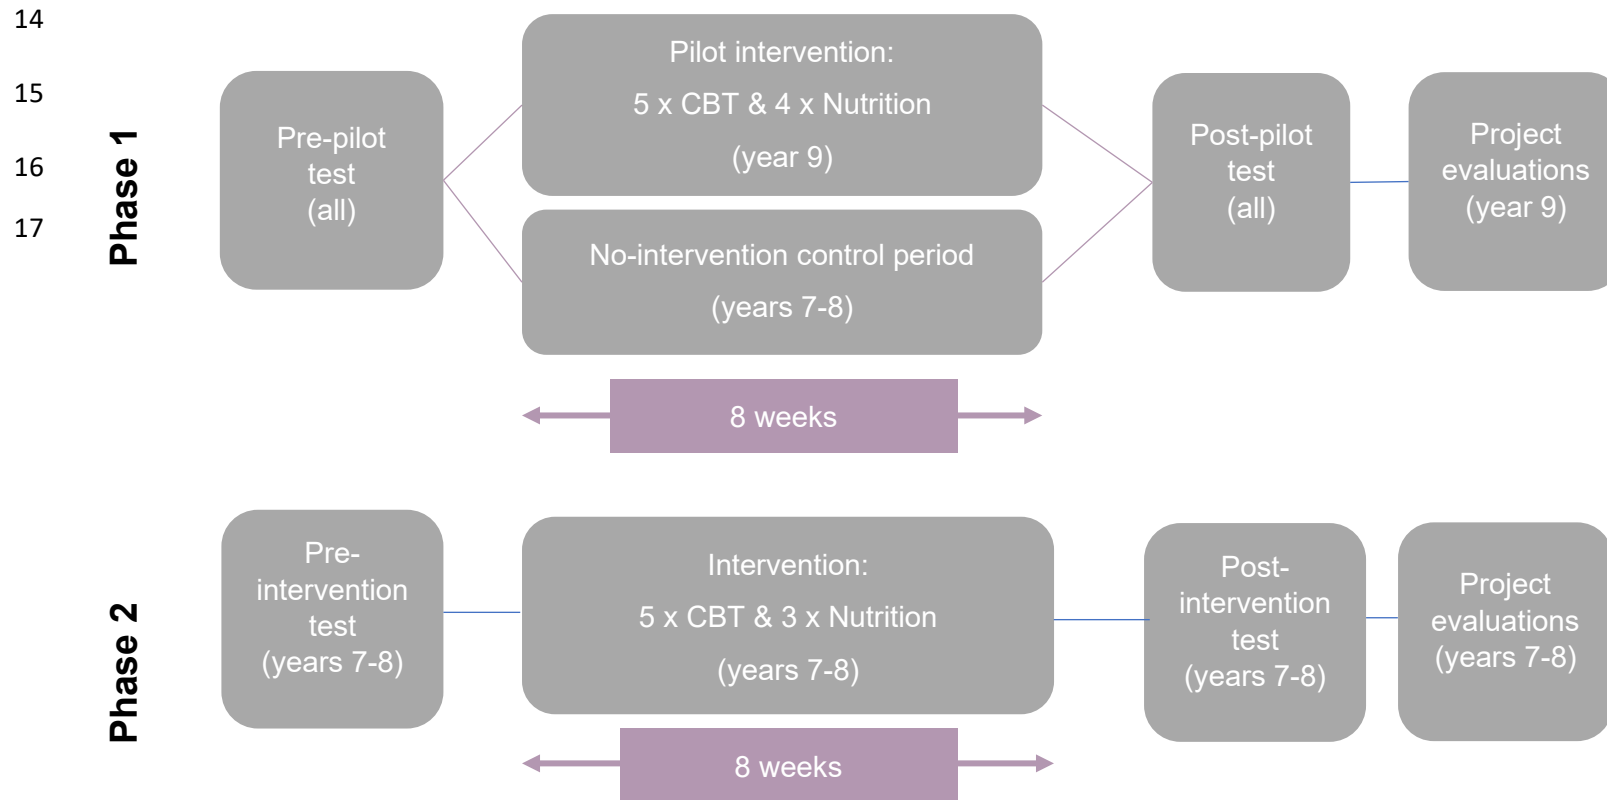 14
15
16
17
Phase 1
Pre-pilot
test
(all)
Pilot intervention:
5 x CBT & 4 x Nutrition
(year 9)
No-intervention control period
(years 7-8)
8 weeks
Post-pilot
test
(all)
Project
evaluations
(year 9)
Phase 2
Pre-
intervention
test
(years 7-8)
Intervention:
5 x CBT & 3 x Nutrition
(years 7-8)
8 weeks
Post-
intervention
test
(years 7-8)
Project
evaluations
(years 7-8)